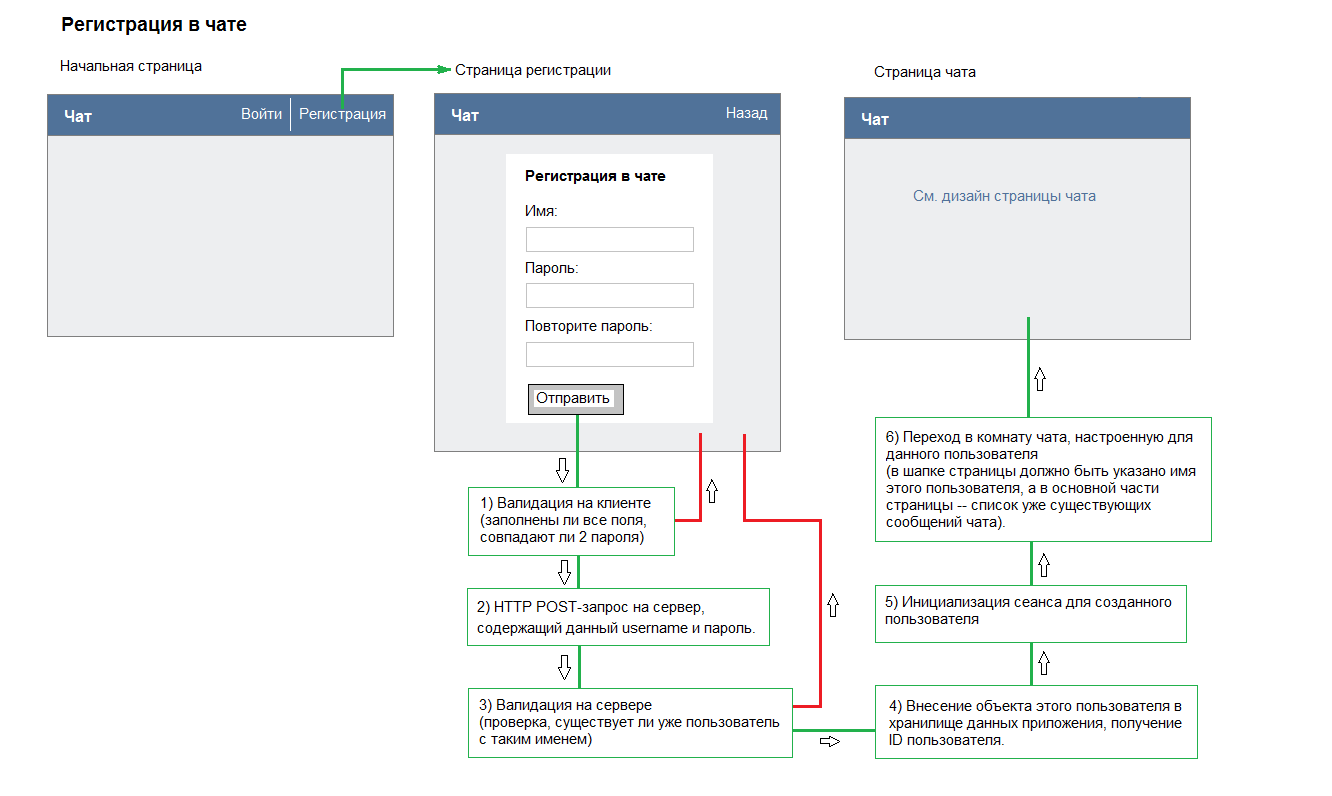 Регистрация в чате
Начальная страница
Чат
Войти
Регистрация
Страница регистрации
Чат
Назад
Регистрация в чате
Имя:
Пароль:
Повторите пароль:
Отправить
Страница чата
Чат
См. дизайн страницы чата
1) Валидация на клиенте
(заполнены ли все поля,
совпадают ли 2 пароля)
2) HTTP POST-запрос на сервер,
содержащий данный username и пароль.
3) Валидация на сервере
(проверка, существует ли уже пользователь
с таким именем)
4) Внесение объекта этого пользователя в
хранилище данных приложения, получение
ID пользователя.
5) Инициализация сеанса для созданного
пользователя
6) Переход в комнату чата, настроенную для
данного пользователя
(в шапке страницы должно быть указано имя
этого пользователя, а в основной части
страницы -- список уже существующих
сообщений чата).